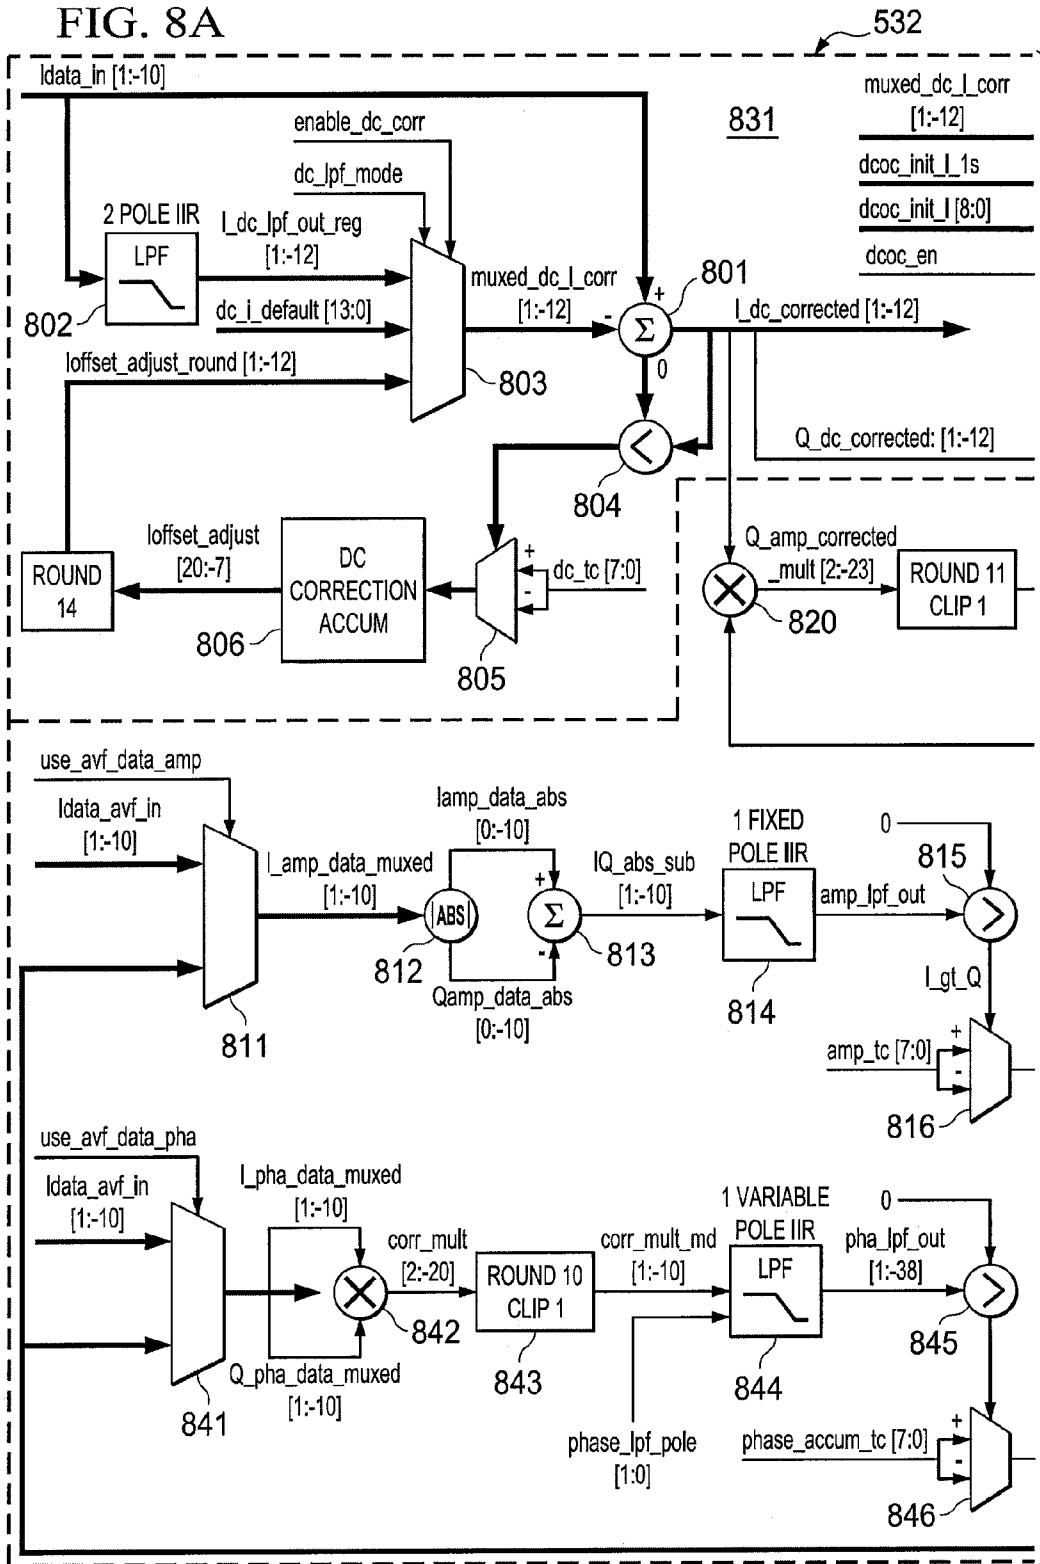 FIG. 8A
532
Idata_in [1:-10]
enable_dc_corr
dc_lpf_mode
831
muxed_dc_I_corr
[1:-12]
dcoc_init_I_1s
dcoc_init_I [8:0]
dcoc_en
2 POLE IIR
LPF
802
I_dc_lpf_out_reg
[1:-12]
dc_i_default [13:0]
Ioffset_adjust_round [1:-12]
803
muxed_dc_I_corr
[1:-12]
+
-
Σ
801
0
I_dc_corrected [1:-12]
Q_dc_corrected: [1:-12]
<
804
ROUND
14
Ioffset_adjust
[20:-7]
DC
CORRECTION
ACCUM
806
+
-
805
dc_tc [7:0]
820
Q_amp_corrected
_mult [2:-23]
ROUND 11
CLIP 1
use_avf_data_amp
Idata_avf_in
[1:-10]
811
I_amp_data_muxed
[1:-10]
|ABS|
812
Iamp_data_abs
[0:-10]
Qamp_data_abs
[0:-10]
+
Σ
-
813
IQ_abs_sub
[1:-10]
1 FIXED
POLE IIR
LPF
814
amp_lpf_out
0
815
>
I_gt_Q
amp_tc [7:0]
+
-
816
use_avf_data_pha
Idata_avf_in
[1:-10]
841
I_pha_data_muxed
[1:-10]
Q_pha_data_muxed
[1:-10]
842
corr_mult
[2:-20]
ROUND 10
CLIP 1
843
corr_mult_md
[1:-10]
phase_lpf_pole
[1:0]
1 VARIABLE
POLE IIR
LPF
844
pha_lpf_out
[1:-38]
0
>
845
phase_accum_tc [7:0]
+
-
846